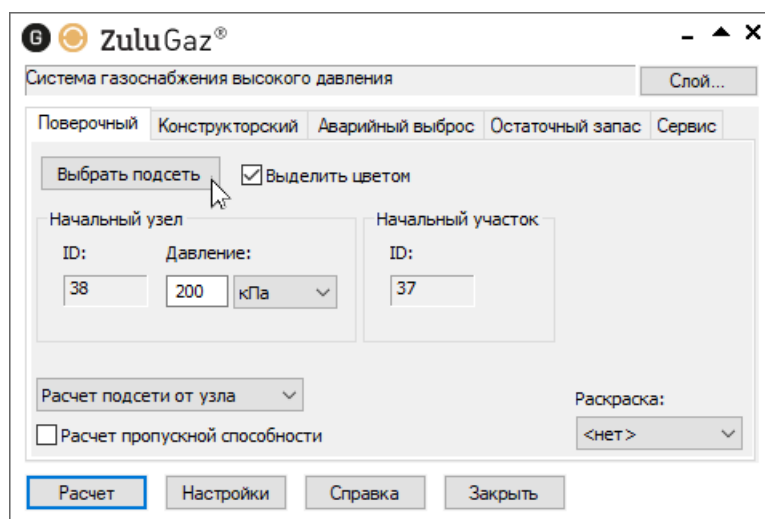 G ZuluGaz®
Система газоснабжения высокого давления Слой...
Поверочный Конструкторский Аварийный выброс Остаточный запас Сервис
Выбрать подсеть Выделить цветом
Начальный узел Начальный участок
ID: Давление: ID:
38 200 кПа 37
Расчет подсети от узла Раскраска:
Расчет пропускной способности <нет>
Расчет Настройки Справка Закрыть